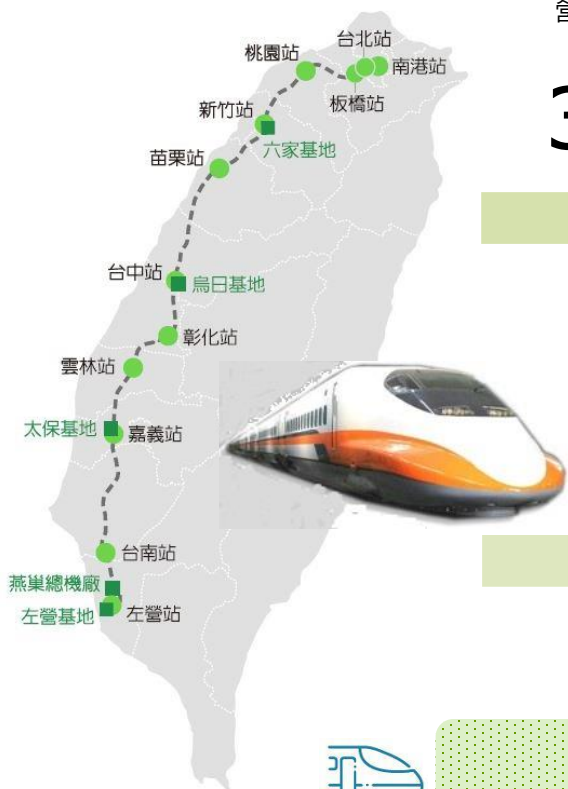 台北站
桃園站
南港站
板橋站
新竹站
六家基地
苗栗站
台中站
烏日基地
彰化站
雲林站
太保基地
嘉義站
台南站
燕巢總機廠
左營基地
左營站